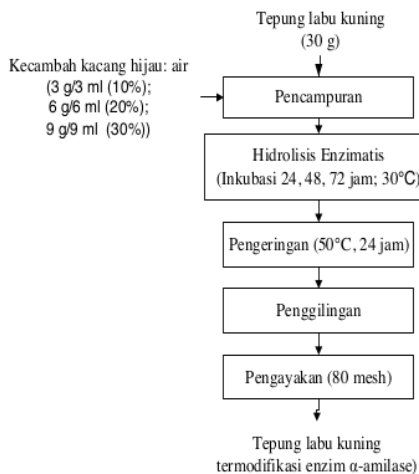 Tepung labu kuning
(30 g)
Kecambah kacang hijau: air
(3 g/3 ml (10%);
6 g/6 ml (20%);
9 g/9 ml (30%))
Pencampuran
Hidrolisis Enzimatis
(Inkubasi 24, 48, 72 jam; 30°C)
Pengeringan (50°C, 24 jam)
Penggilingan
Pengayakan (80 mesh)
Tepung labu kuning
termodifikasi enzim α-amilase)